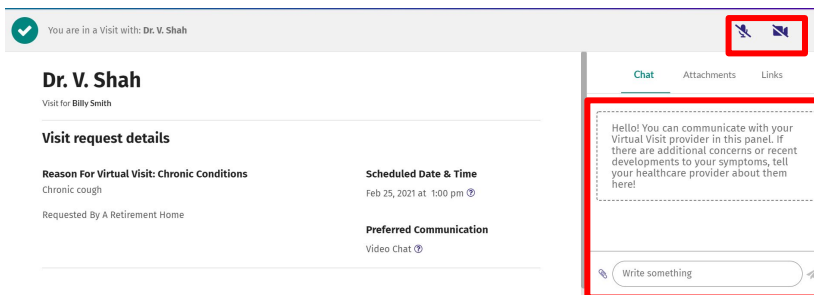 You are in a Visit with: Dr. V. Shah
Dr. V. Shah
Visit for Billy Smith
Visit request details
Reason For Virtual Visit: Chronic Conditions
Chronic cough
Requested By A Retirement Home
Scheduled Date & Time
Feb 25, 2021 at 1:00 pm ?
Preferred Communication
Video Chat ?
Chat Attachments Links
Hello! You can communicate with your
Virtual Visit provider in this panel. If
there are additional concerns or recent
developments to your symptoms, tell
your healthcare provider about them
here!
Write something